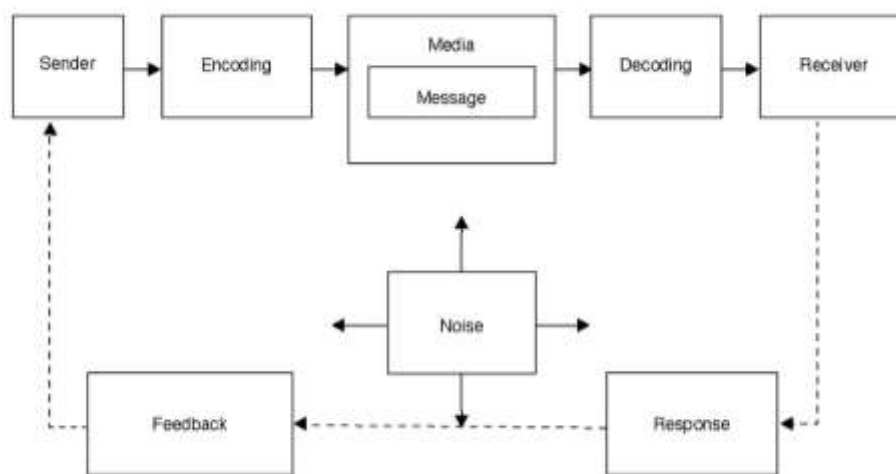 Sender
Encoding
Media
Message
Decoding
Receiver
Noise
Feedback
Response